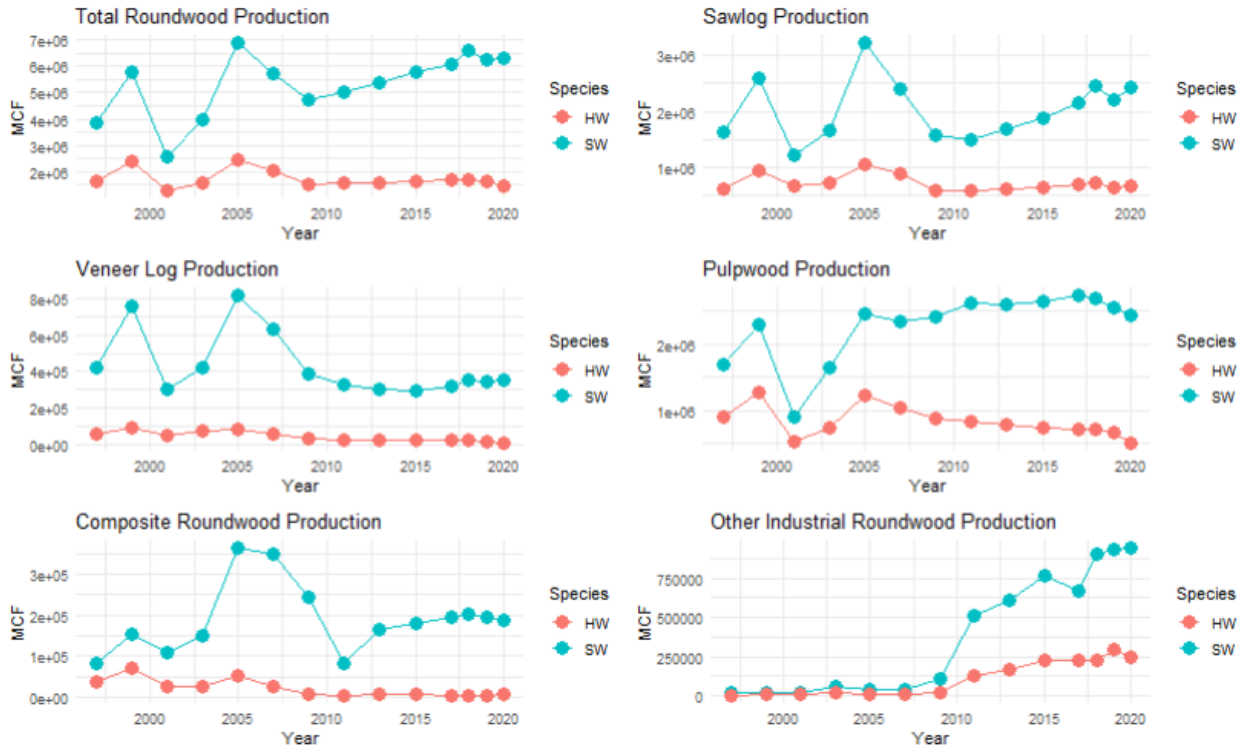 Total Roundwood Production
7e+06
6e+06
5e+06
4e+06
3e+06
2e+06
MCF
2000 2005 2010 2015 2020
Year
Species
HW
SW
Sawlog Production
3e+06
2e+06
1e+06
MCF
2000 2005 2010 2015 2020
Year
Species
HW
SW
Veneer Log Production
8e+05
6e+05
4e+05
2e+05
0e+00
MCF
2000 2005 2010 2015 2020
Year
Species
HW
SW
Pulpwood Production
2e+06
1e+06
MCF
2000 2005 2010 2015 2020
Year
Species
HW
SW
Composite Roundwood Production
3e+05
2e+05
1e+05
0e+00
MCF
2000 2005 2010 2015 2020
Year
Species
HW
SW
Other Industrial Roundwood Production
750000
500000
250000
0
MCF
2000 2005 2010 2015 2020
Year
Species
HW
SW